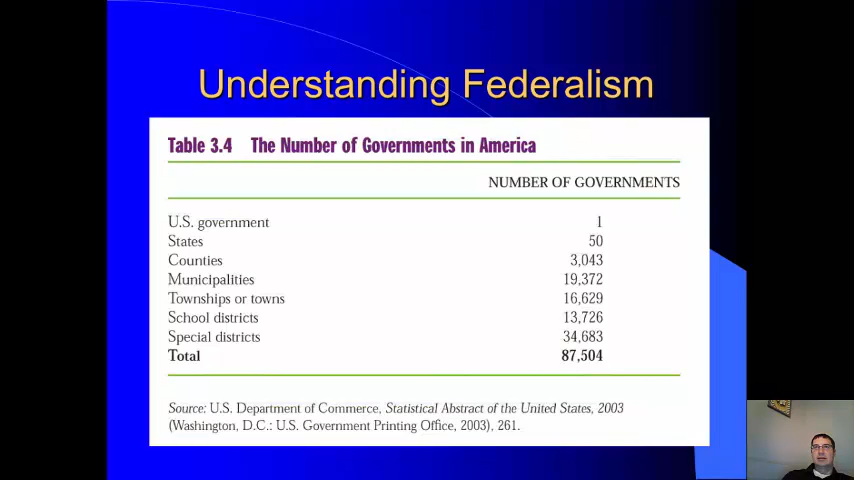 Understanding Federalism
Table 3.4 The Number of Governments in America
NUMBER OF GOVERNMENTS
U.S. government 1
States 50
Counties 3,043
Municipalities 19,372
Townships or towns 16,629
School districts 13,726
Special districts 34,683
Total 87,504
Source: U.S. Department of Commerce, Statistical Abstract of the United States, 2003
(Washington, D.C.: U.S. Government Printing Office, 2003), 261.